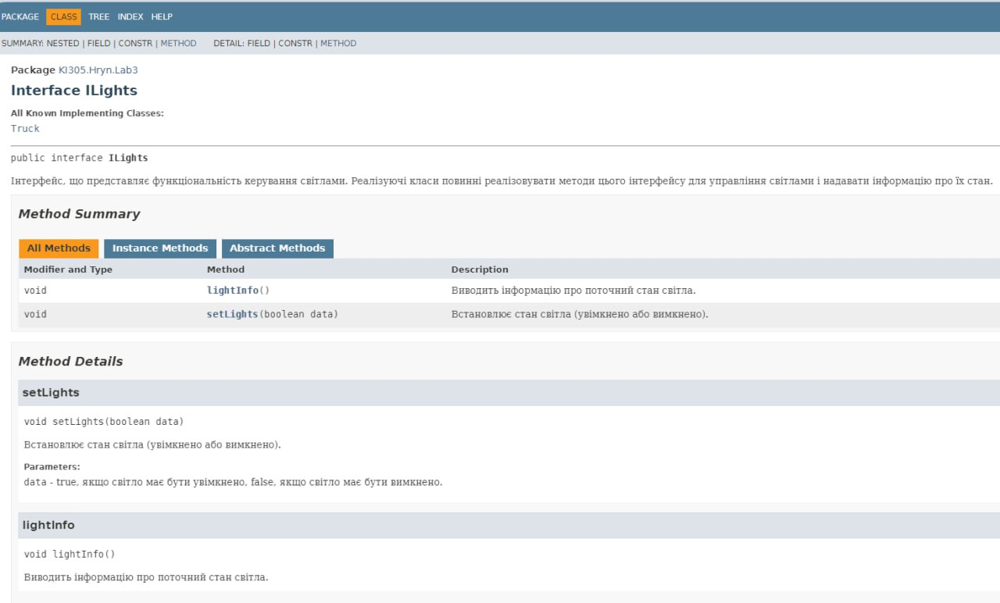 PACKAGE CLASS TREE INDEX HELP
SUMMARY: NESTED | FIELD | CONSTR | METHOD DETAIL: FIELD | CONSTR | METHOD
Package KI305.Hryn.Lab3
Interface ILights
All Known Implementing Classes:
Truck
public interface ILights
Інтерфейс, що представляє функціональність керування світлами. Реалізуючі класи повинні реалізовувати методи цього інтерфейсу для управління світлами і надавати інформацію про їх стан.
Method Summary
All Methods Instance Methods Abstract Methods
Modifier and Type Method Description
void lightInfo() Виводить інформацію про поточний стан світла.
void setLights(boolean data) Встановлює стан світла (увімкнено або вимкнено).
Method Details
setLights
void setLights(boolean data)
Встановлює стан світла (увімкнено або вимкнено).
Parameters:
data - true, якщо світло має бути увімкнено, false, якщо світло має бути вимкнено.
lightInfo
void lightInfo()
Виводить інформацію про поточний стан світла.